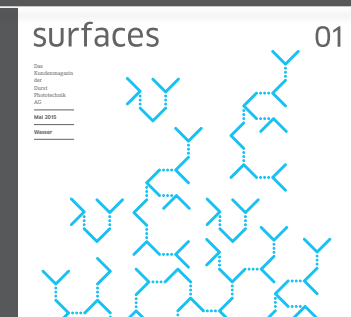 surfaces
01
Das
Kundenmagazin
der
Durst
Phototechnik
AG
Mai 2015
Wasser